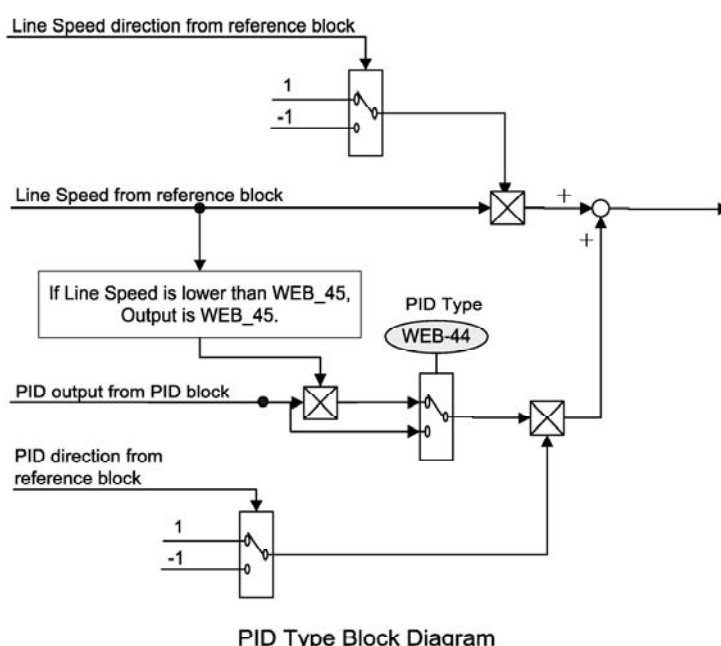 Line Speed direction from reference block
1
-1
Line Speed from reference block
+
+
If Line Speed is lower than WEB_45,
Output is WEB_45.
PID Type
WEB-44
PID output from PID block
PID direction from
reference block
1
-1
PID Type Block Diagram